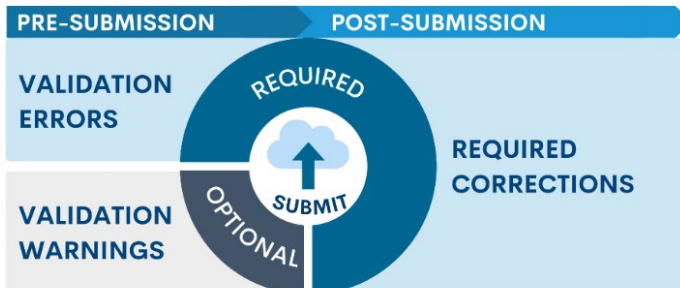 PRE-SUBMISSION
POST-SUBMISSION
VALIDATION
ERRORS
REQUIRED
SUBMIT
OPTIONAL
VALIDATION
WARNINGS
REQUIRED
CORRECTIONS